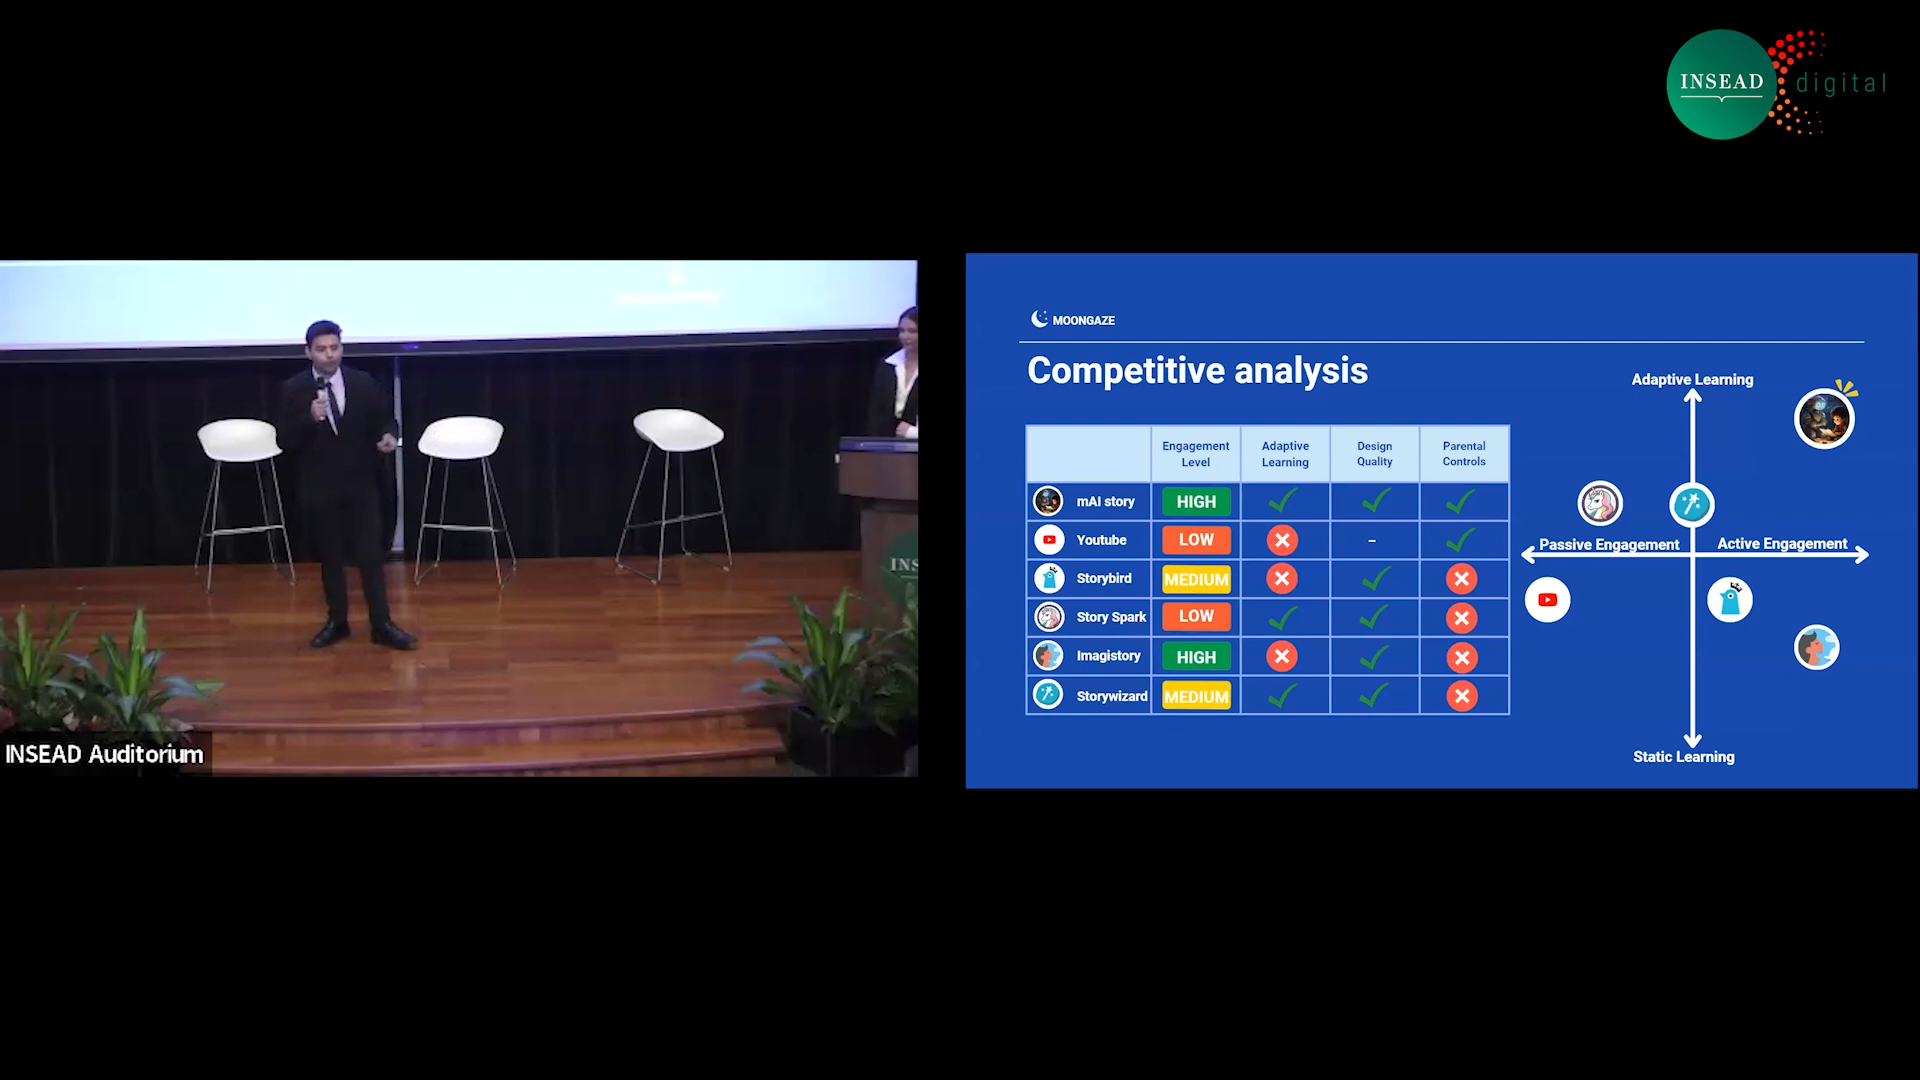 INSEAD
digital
MOONGAZE
Competitive analysis
Engagement Level
Adaptive Learning
Design Quality
Parental Controls
mAI story
HIGH
Youtube
LOW
–
Storybird
MEDIUM
Story Spark
LOW
Imagistory
HIGH
Storywizard
MEDIUM
Adaptive Learning
Passive Engagement
Active Engagement
Static Learning
INS
INSEAD Auditorium